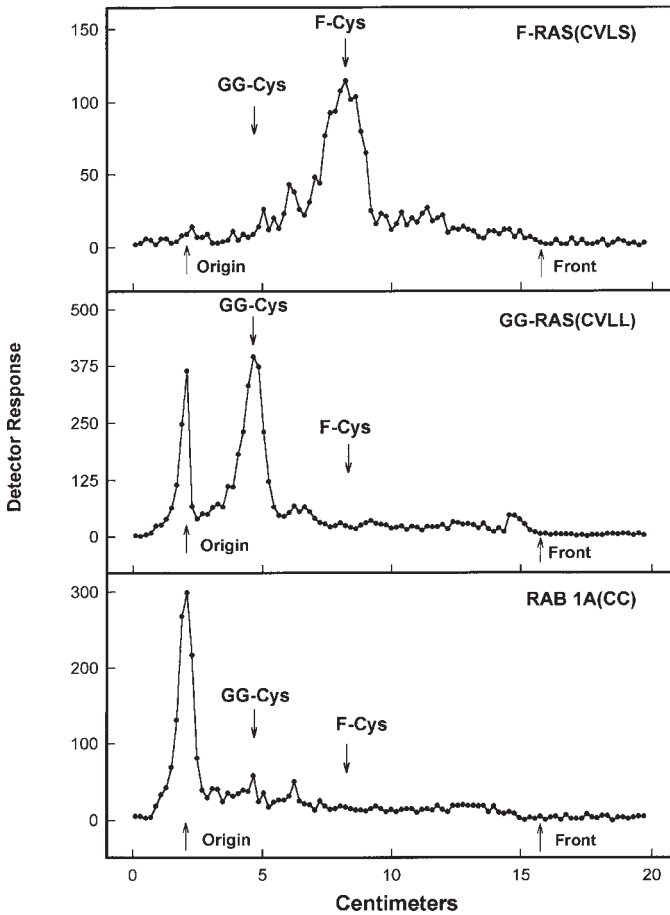 F-RAS(CVLS)
150
100
50
0
F-Cys
GG-Cys
Origin
Front
GG-RAS(CVLL)
500
375
250
125
0
GG-Cys
F-Cys
Origin
Front
RAB 1A(CC)
300
200
100
0
GG-Cys
F-Cys
Origin
Front
0 5 10 15 20
Centimeters
Detector Response